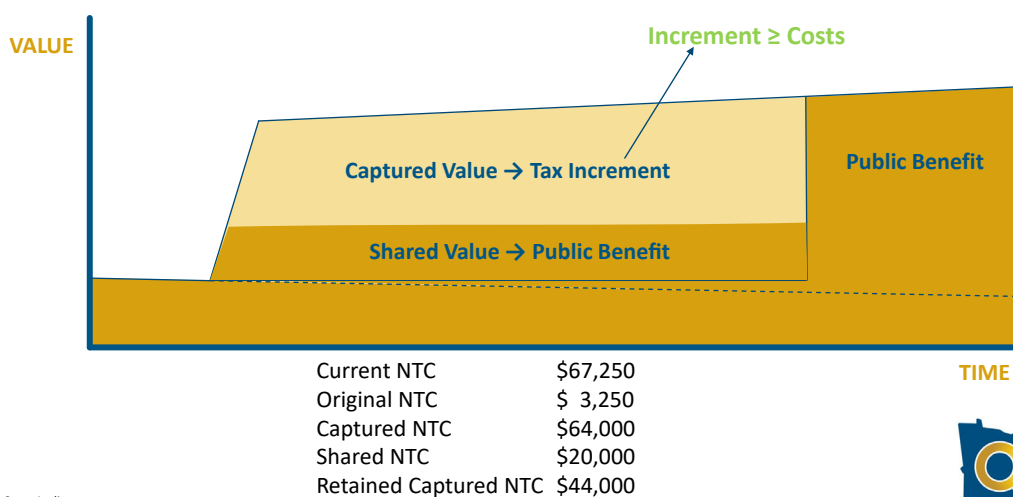 Increment ≥ Costs
VALUE
Captured Value → Tax Increment
Public Benefit
Shared Value → Public Benefit
TIME
Current NTC $67,250
Original NTC $ 3,250
Captured NTC $64,000
Shared NTC $20,000
Retained Captured NTC $44,000